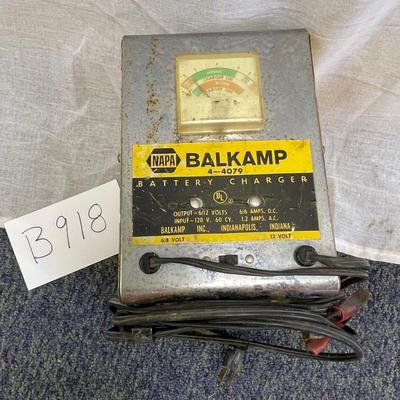 NAPA
BALKAMP
4-4079
BATTERY CHARGER
UL
OUTPUT-6/12 VOLTS 6/6 AMPS, D.C.
INPUT-120 V. 60 CY. 1.2 AMPS, A.C.
BALKAMP INC., INDIANAPOLIS, INDIANA
6/8 VOLT 12 VOLT
B918